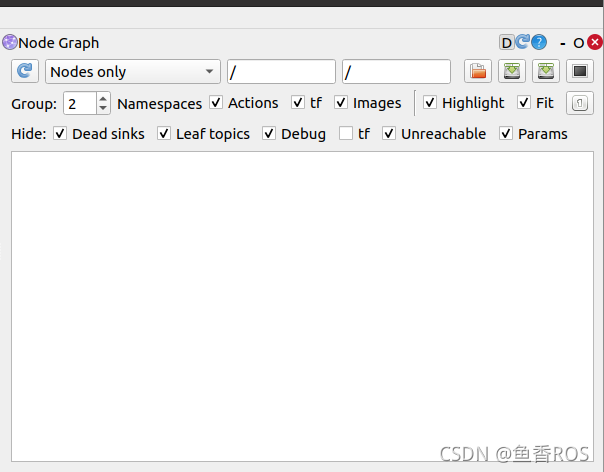 Node Graph D ? - O
Nodes only / /
Group: 2 Namespaces Actions tf Images Highlight Fit
Hide: Dead sinks Leaf topics Debug tf Unreachable Params
CSDN @鱼香ROS